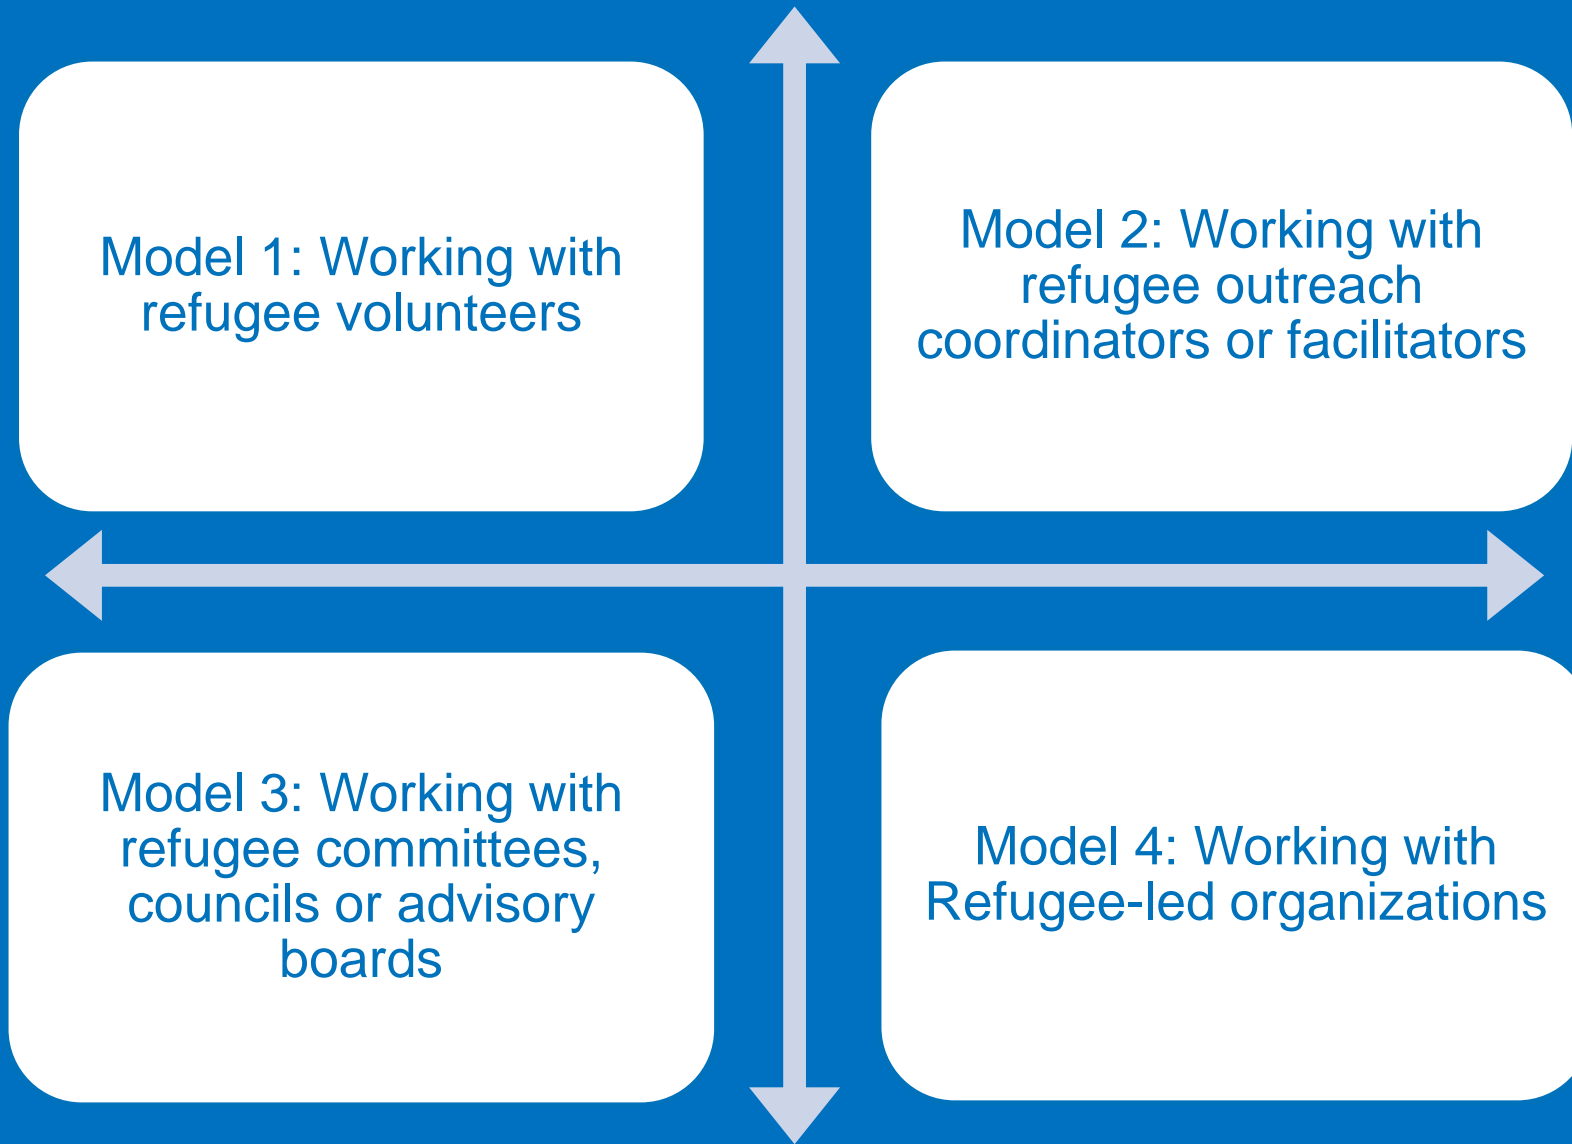 Model 1: Working with
refugee volunteers
Model 2: Working with
refugee outreach
coordinators or facilitators
Model 3: Working with
refugee committees,
councils or advisory
boards
Model 4: Working with
Refugee-led organizations